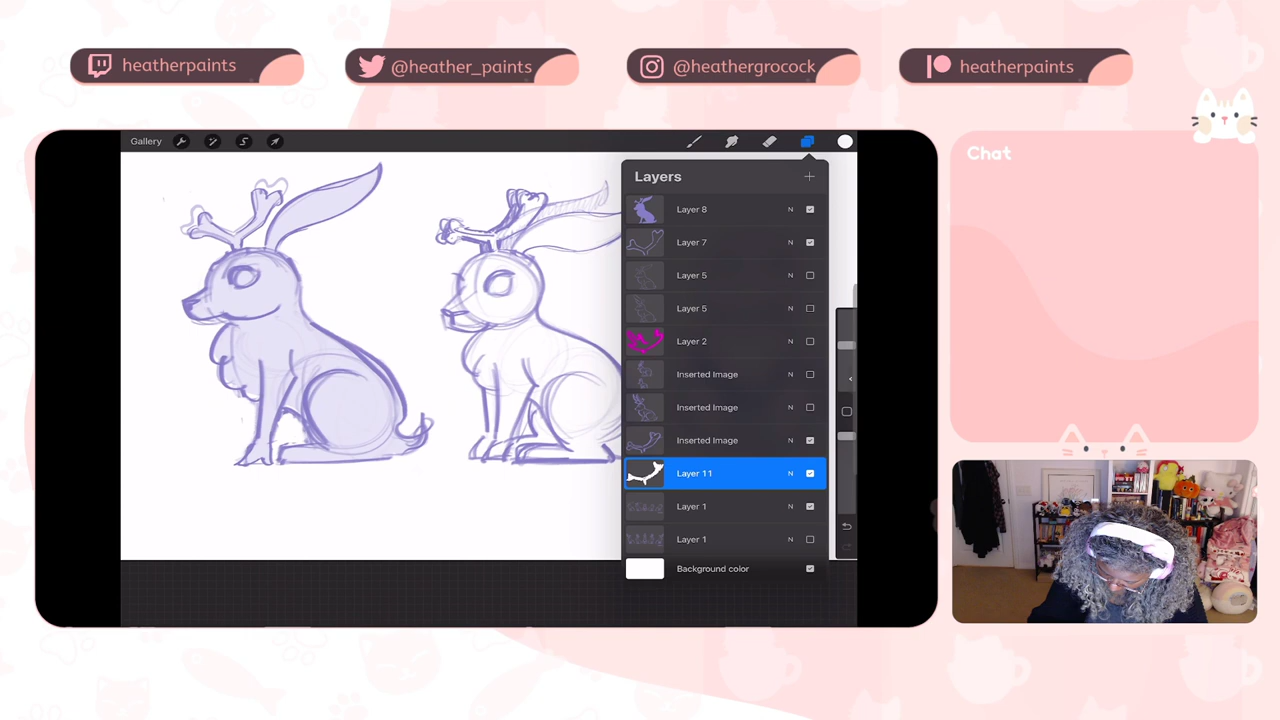 heatherpaints
@heather_paints
@heathergrocock
heatherpaints
Gallery
Chat
Layers
Layer 8 N
Layer 7 N
Layer 5 N
Layer 5 N
Layer 2 N
Inserted Image N
Inserted Image N
Inserted Image N
Layer 11 N
Layer 1 N
Layer 1 N
Background color